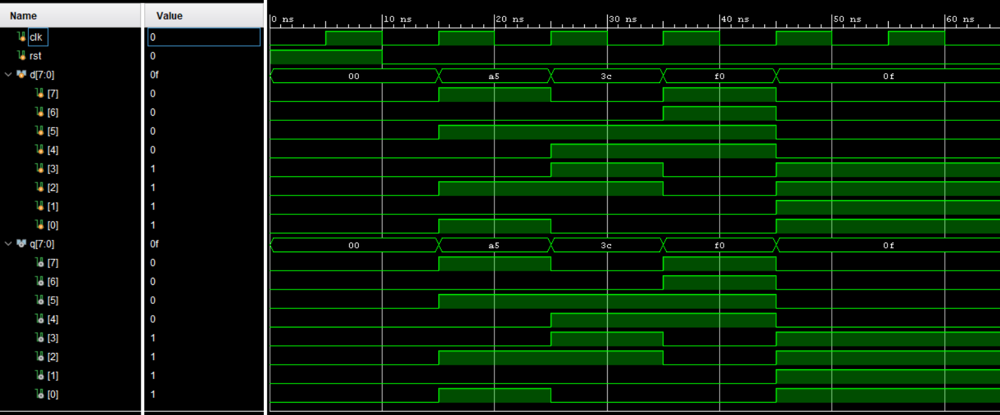 Name Value
0 ns 10 ns 20 ns 30 ns 40 ns 50 ns 60 ns
clk 0
rst 0
d[7:0] 0f 00 a5 3c f0 0f
[7] 0
[6] 0
[5] 0
[4] 0
[3] 1
[2] 1
[1] 1
[0] 1
q[7:0] 0f 00 a5 3c f0 0f
[7] 0
[6] 0
[5] 0
[4] 0
[3] 1
[2] 1
[1] 1
[0] 1